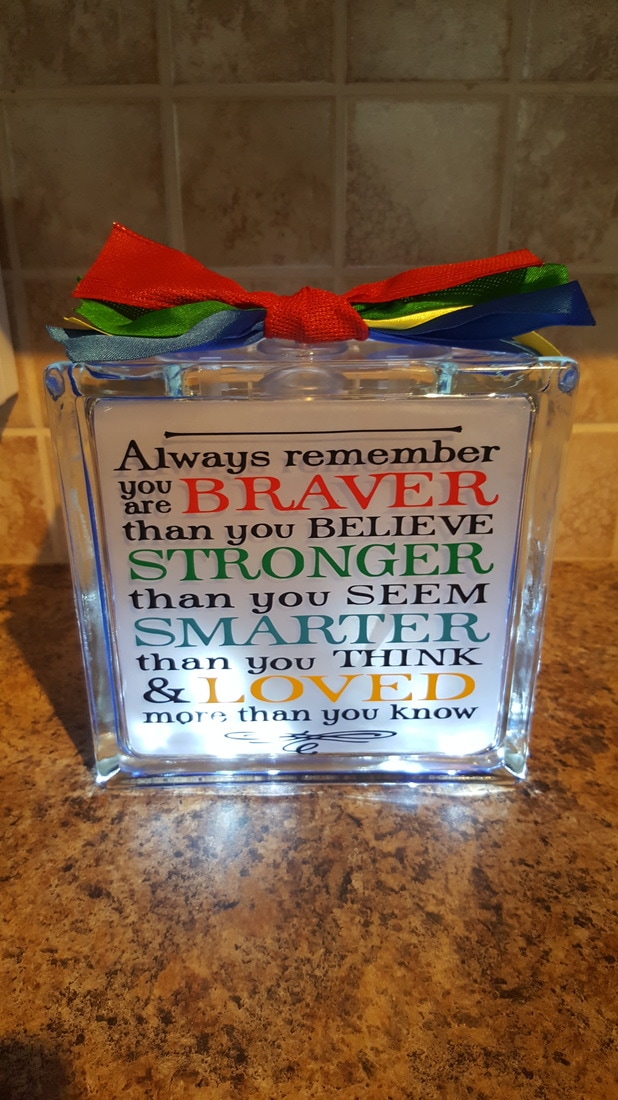 Always remember
you are BRAVER
than you BELIEVE
STRONGER
than you SEEM
SMARTER
than you THINK
& LOVED
more than you know